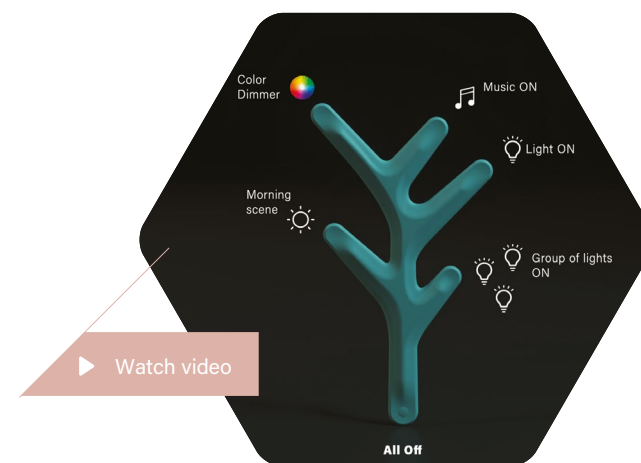 Color
Dimmer
Music ON
Light ON
Morning
scene
Group of lights
ON
Watch video
All Off